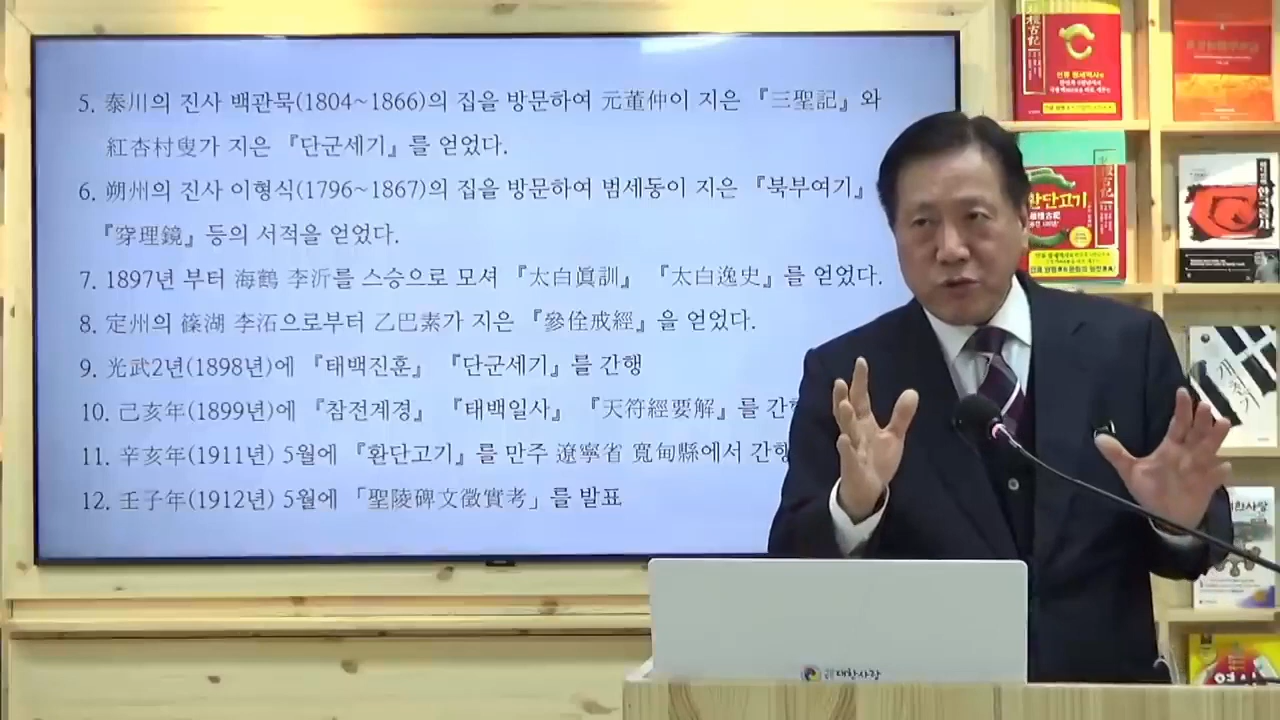 5. 泰川의 진사 백관묵(1804~1866)의 집을 방문하여 元董仲이 지은 『三聖記』와
紅杏村叟가 지은 『단군세기』를 얻었다.
6. 朔州의 진사 이형식(1796~1867)의 집을 방문하여 범세동이 지은 『북부여기』
『穿理鏡』 등의 서적을 얻었다.
7. 1897년 부터 海鶴 李沂를 스승으로 모셔 『太白眞訓』 『太白逸史』를 얻었다.
8. 定州의 篠湖 李沰으로부터 乙巴素가 지은 『參佺戒經』을 얻었다.
9. 光武2년(1898년)에 『태백진훈』 『단군세기』를 간행
10. 己亥年(1899년)에 『참전계경』 『태백일사』 『天符經要解』를 간
11. 辛亥年(1911년) 5월에 『환단고기』를 만주 遼寧省 寬甸縣에서 간행
12. 壬子年(1912년) 5월에 「聖陵碑文徵實考」를 발표
환단고기
개천기
대한사랑